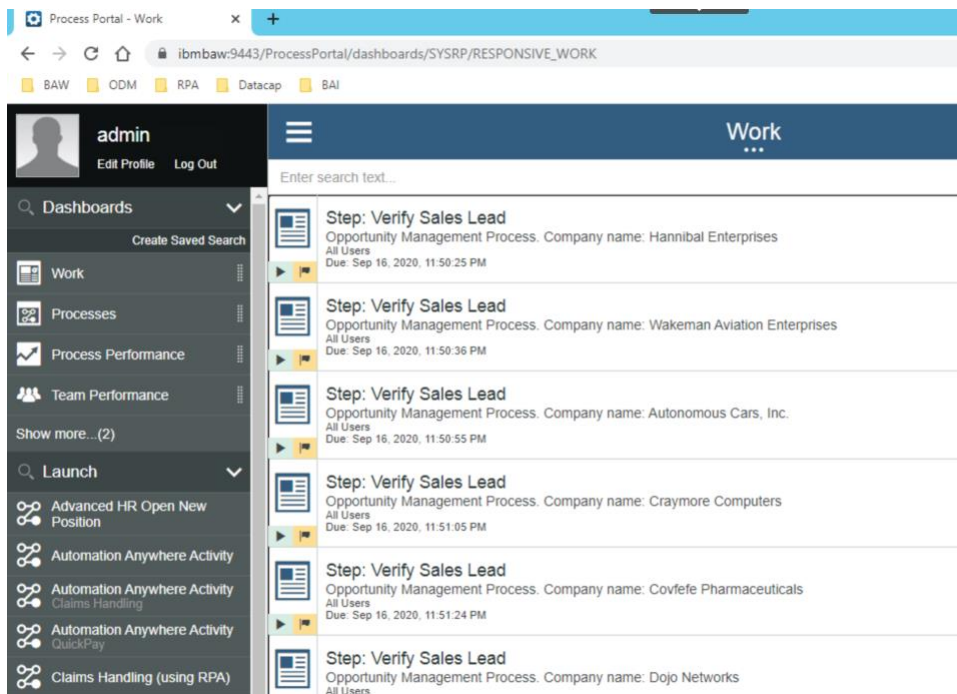 Process Portal - Work
ibmbaw:9443/ProcessPortal/dashboards/SYSRP/RESPONSIVE_WORK
BAW ODM RPA Datacap BAI
admin
Edit Profile Log Out
Dashboards
Create Saved Search
Work
Processes
Process Performance
Team Performance
Show more...(2)
Launch
Advanced HR Open New
Position
Automation Anywhere Activity
Automation Anywhere Activity
Claims Handling
Automation Anywhere Activity
QuickPay
Claims Handling (using RPA)
Work
Enter search text...
Step: Verify Sales Lead
Opportunity Management Process. Company name: Hannibal Enterprises
All Users
Due: Sep 16, 2020, 11:50:25 PM
Step: Verify Sales Lead
Opportunity Management Process. Company name: Wakeman Aviation Enterprises
All Users
Due: Sep 16, 2020, 11:50:36 PM
Step: Verify Sales Lead
Opportunity Management Process. Company name: Autonomous Cars, Inc.
All Users
Due: Sep 16, 2020, 11:50:55 PM
Step: Verify Sales Lead
Opportunity Management Process. Company name: Craymore Computers
All Users
Due: Sep 16, 2020, 11:51:05 PM
Step: Verify Sales Lead
Opportunity Management Process. Company name: Covfefe Pharmaceuticals
All Users
Due: Sep 16, 2020, 11:51:24 PM
Step: Verify Sales Lead
Opportunity Management Process. Company name: Dojo Networks
All Users